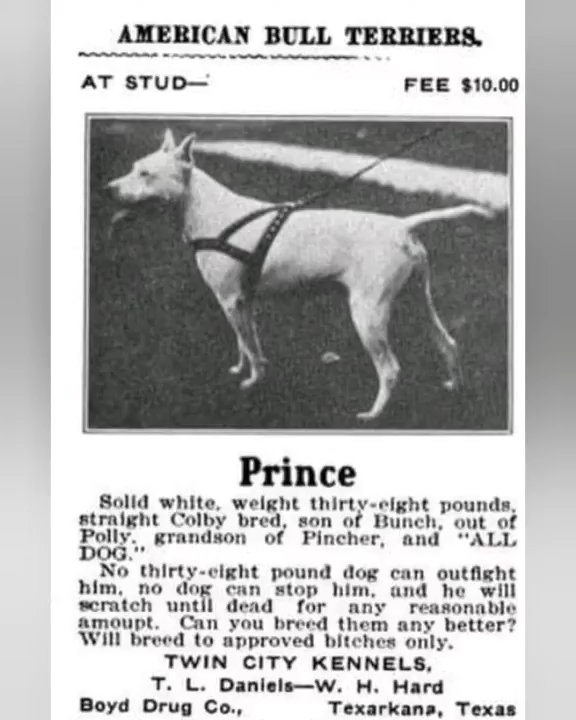 AMERICAN BULL TERRIERS.
AT STUD— FEE $10.00
Prince
Solid white, weight thirty-eight pounds,
straight Colby bred, son of Bunch, out of
Polly, grandson of Pincher, and "ALL
DOG."
No thirty-eight pound dog can outfight
him, no dog can stop him, and he will
scratch until dead for any reasonable
amoupt. Can you breed them any better?
Will breed to approved bitches only.
TWIN CITY KENNELS,
T. L. Daniels—W. H. Hard
Boyd Drug Co., Texarkana, Texas